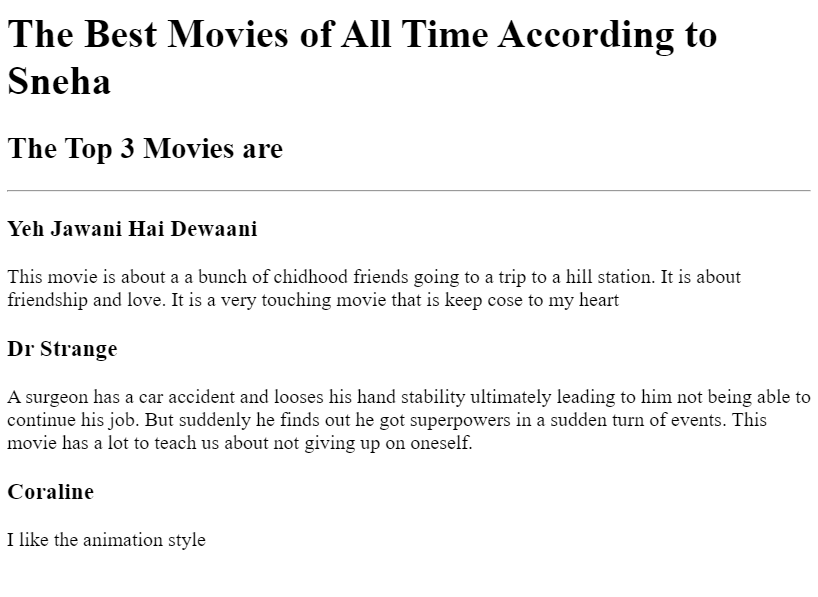 The Best Movies of All Time According to
Sneha
The Top 3 Movies are
Yeh Jawani Hai Dewaani
This movie is about a a bunch of chidhood friends going to a trip to a hill station. It is about
friendship and love. It is a very touching movie that is keep cose to my heart
Dr Strange
A surgeon has a car accident and looses his hand stability ultimately leading to him not being able to
continue his job. But suddenly he finds out he got superpowers in a sudden turn of events. This
movie has a lot to teach us about not giving up on oneself.
Coraline
I like the animation style